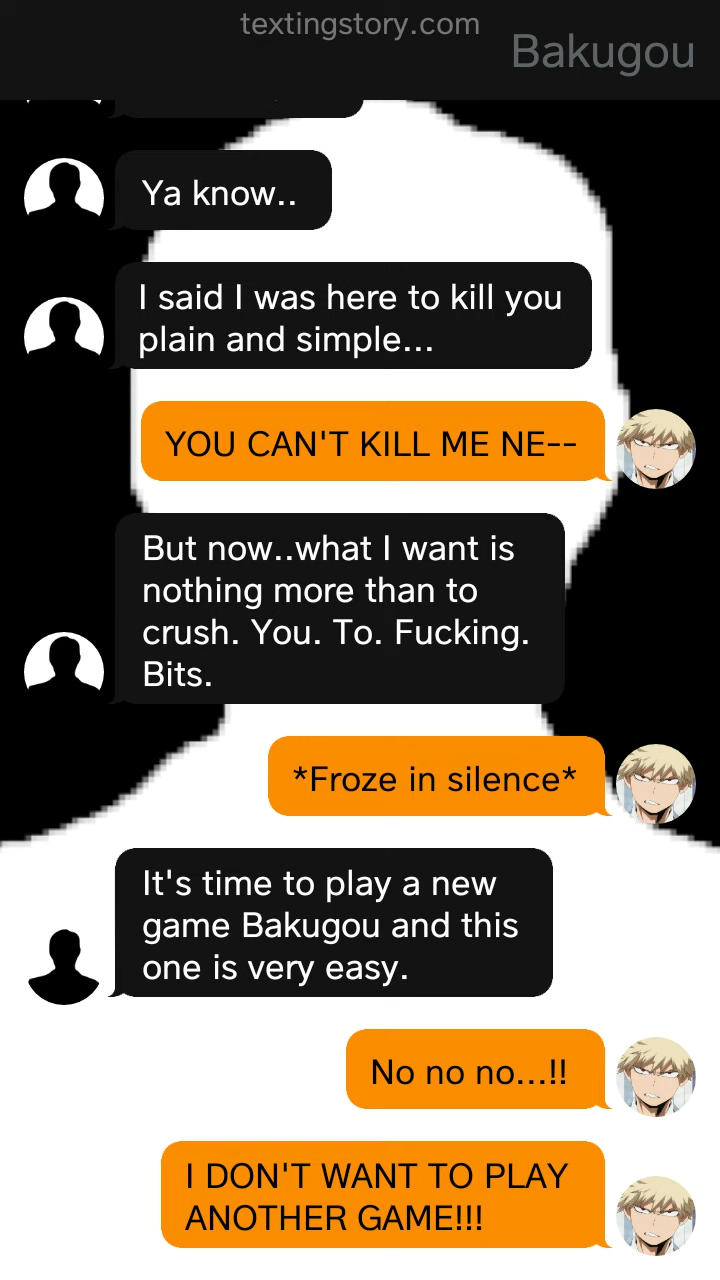 textingstory.com
Bakugou
Ya know..
I said I was here to kill you
plain and simple...
YOU CAN'T KILL ME NE--
But now..what I want is
nothing more than to
crush. You. To. Fucking.
Bits.
*Froze in silence*
It's time to play a new
game Bakugou and this
one is very easy.
No no no...!!
I DON'T WANT TO PLAY
ANOTHER GAME!!!